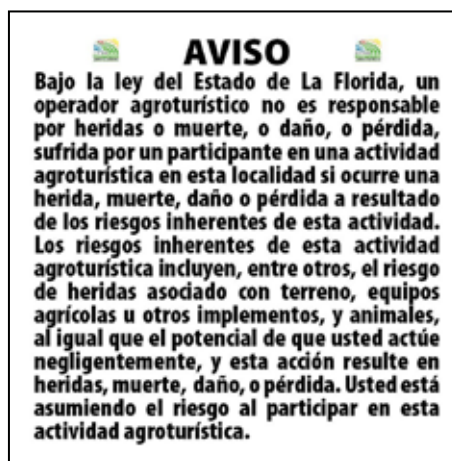 AVISO
Bajo la ley del Estado de La Florida, un
operador agroturístico no es responsable
por heridas o muerte, o daño, o pérdida,
sufrida por un participante en una actividad
agroturística en esta localidad si ocurre una
herida, muerte, daño o pérdida a resultado
de los riesgos inherentes de esta actividad.
Los riesgos inherentes de esta actividad
agroturística incluyen, entre otros, el riesgo
de heridas asociado con terreno, equipos
agrícolas u otros implementos, y animales,
al igual que el potencial de que usted actúe
negligentemente, y esta acción resulte en
heridas, muerte, daño, o pérdida. Usted está
asumiendo el riesgo al participar en esta
actividad agroturística.